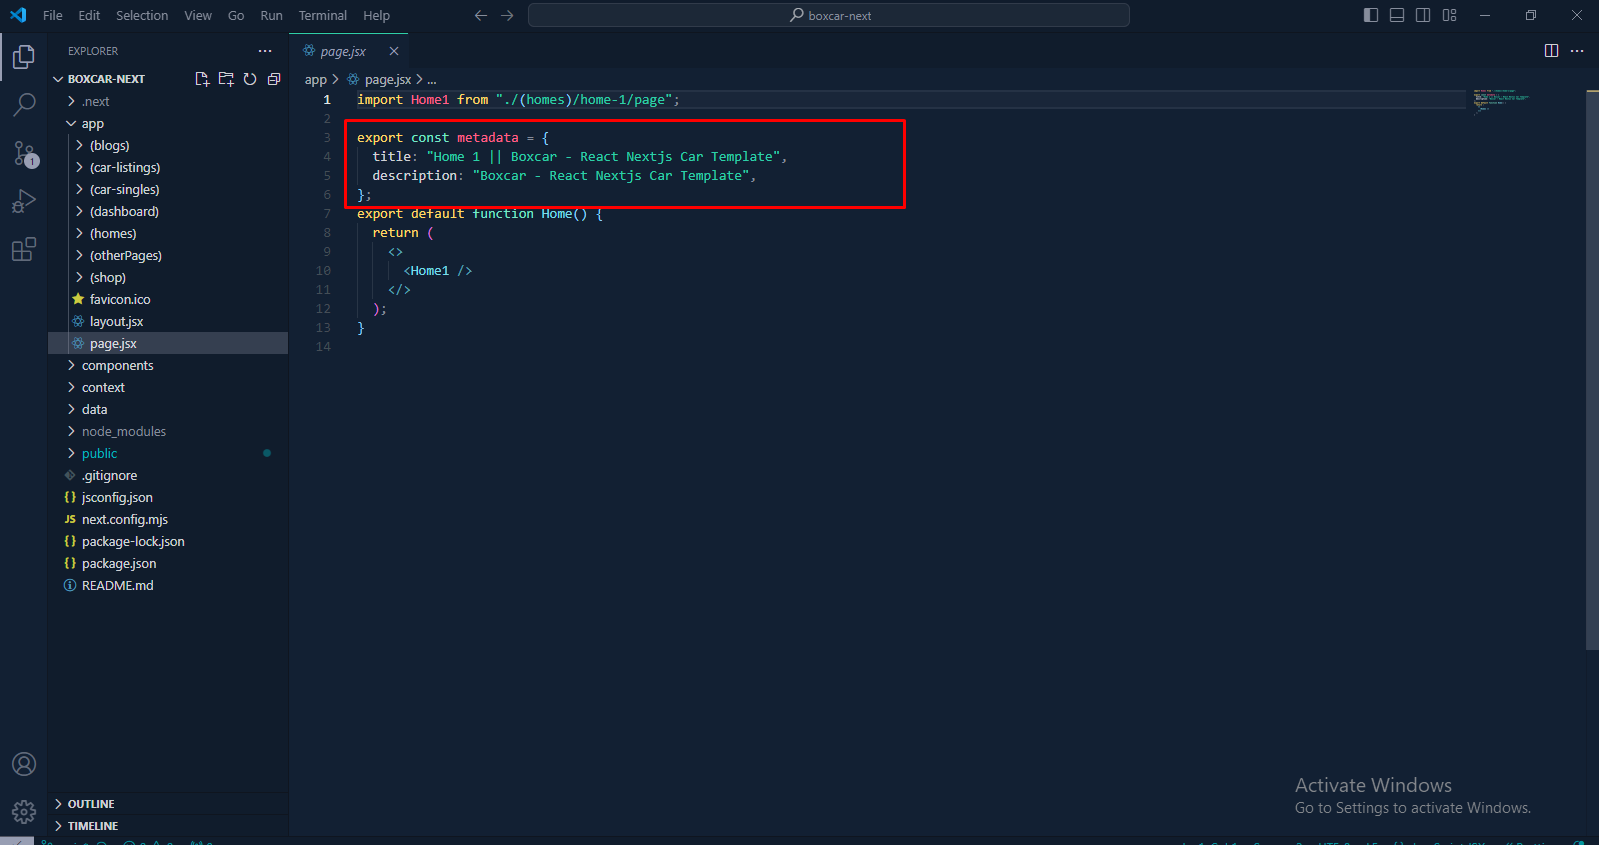 File Edit Selection View Go Run Terminal Help
boxcar-next
EXPLORER
BOXCAR-NEXT
.next
app
(blogs)
(car-listings)
(car-singles)
(dashboard)
(homes)
(otherPages)
(shop)
favicon.ico
layout.jsx
page.jsx
components
context
data
node_modules
public
.gitignore
{} jsconfig.json
JS next.config.mjs
{} package-lock.json
{} package.json
README.md
OUTLINE
TIMELINE
1
page.jsx
app > page.jsx > ...
1 import Home1 from "./(homes)/home-1/page";
2
3 export const metadata = {
4 title: "Home 1 || Boxcar - React Nextjs Car Template",
5 description: "Boxcar - React Nextjs Car Template",
6 };
7 export default function Home() {
8 return (
9 <>
10 <Home1 />
11 </>
12 );
13 }
14
Activate Windows
Go to Settings to activate Windows.